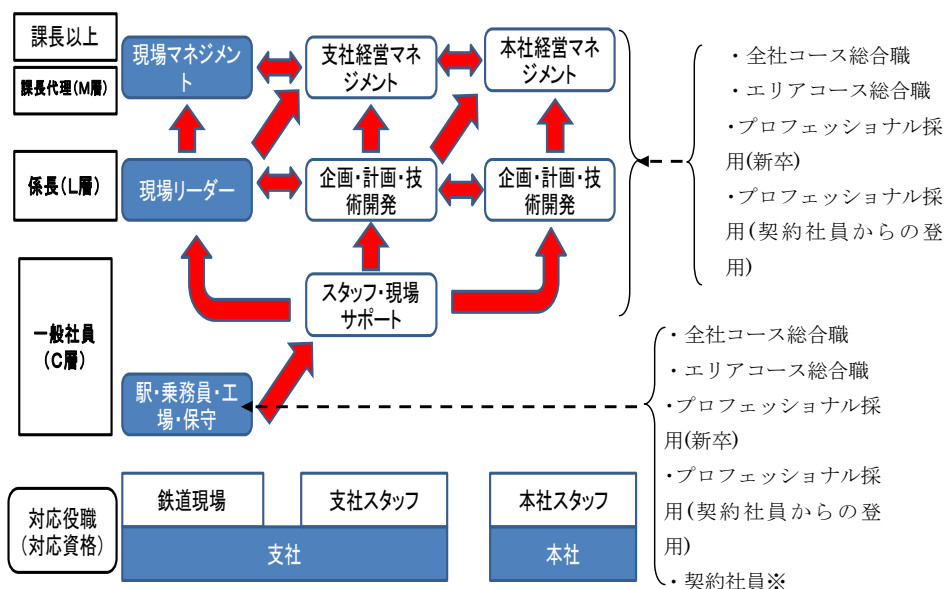 課長以上
課長代理(M層)
係長(L層)
一般社員
(C層)
対応役職
(対応資格)
現場マネジメン
ト
支社経営マネ
ジメント
本社経営マネ
ジメント
現場リーダー
企画・計画・技
術開発
企画・計画・技
術開発
スタッフ・現場
サポート
駅・乗務員・工
場・保守
鉄道現場
支社スタッフ
本社スタッフ
支社
本社
・全社コース総合職
・エリアコース総合職
・プロフェッショナル採
用(新卒)
・プロフェッショナル採
用(契約社員からの登
用)
・全社コース総合職
・エリアコース総合職
・プロフェッショナル採
用(新卒)
・プロフェッショナル採
用(契約社員からの登
用)
・契約社員※